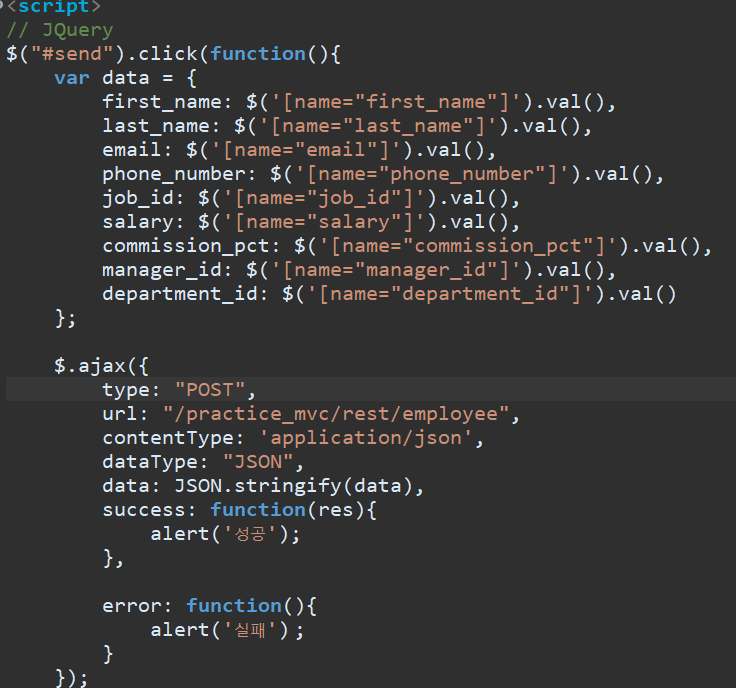 <script>
// JQuery
$("#send").click(function(){
    var data = {
        first_name: $('[name="first_name"]').val(),
        last_name: $('[name="last_name"]').val(),
        email: $('[name="email"]').val(),
        phone_number: $('[name="phone_number"]').val(),
        job_id: $('[name="job_id"]').val(),
        salary: $('[name="salary"]').val(),
        commission_pct: $('[name="commission_pct"]').val(),
        manager_id: $('[name="manager_id"]').val(),
        department_id: $('[name="department_id"]').val()
    };

    $.ajax({
        type: "POST",
        url: "/practice_mvc/rest/employee",
        contentType: 'application/json',
        dataType: "JSON",
        data: JSON.stringify(data),
        success: function(res){
            alert('성공');
        },

        error: function(){
            alert('실패');
        }
    });